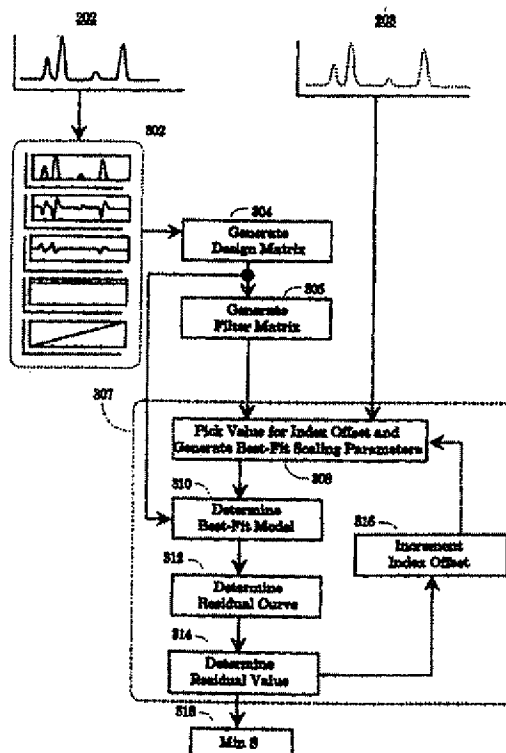 202
203
302
304
Generate
Design Matrix
305
Generate
Filter Matrix
307
Pick Value for Index Offset and
Generate Best-Fit Scaling Parameters
308
310
Determine
Best-Fit Model
316
Increment
Index Offset
312
Determine
Residual Curve
314
Determine
Residual Value
318
Min S